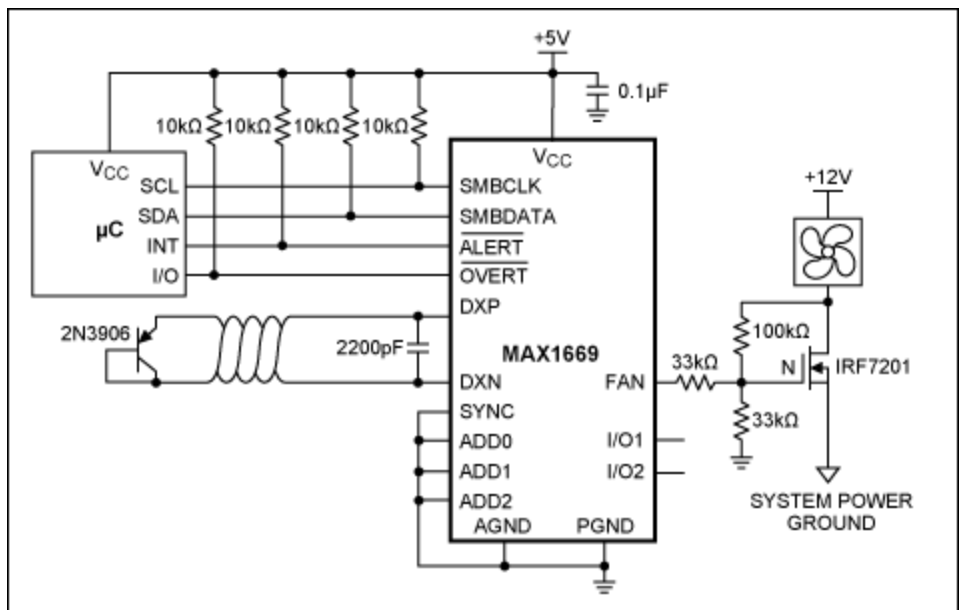 +5V
0.1µF
10kΩ 10kΩ 10kΩ 10kΩ
VCC
VCC
+12V
SCL
SMBCLK
SDA
SMBDATA
µC
INT
ALERT
I/O
OVERT
DXP
2N3906
2200pF
MAX1669
100kΩ
33kΩ
N
IRF7201
DXN
FAN
SYNC
33kΩ
ADD0
I/O1
ADD1
I/O2
ADD2
SYSTEM POWER
GROUND
AGND
PGND